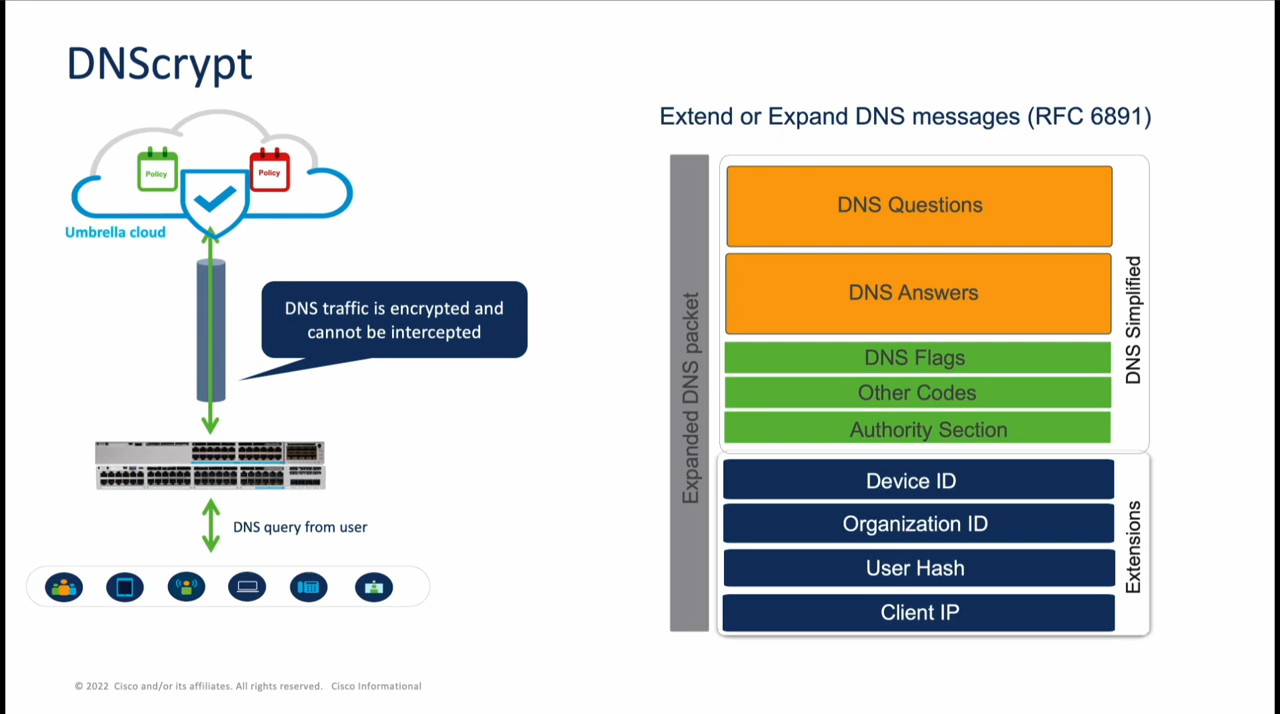 DNScrypt
Policy
Policy
Umbrella cloud
DNS traffic is encrypted and
cannot be intercepted
DNS query from user
Extend or Expand DNS messages (RFC 6891)
Expanded DNS packet
DNS Questions
DNS Answers
DNS Flags
Other Codes
Authority Section
DNS Simplified
Device ID
Organization ID
User Hash
Client IP
Extensions
© 2022 Cisco and/or its affiliates. All rights reserved. Cisco Informational